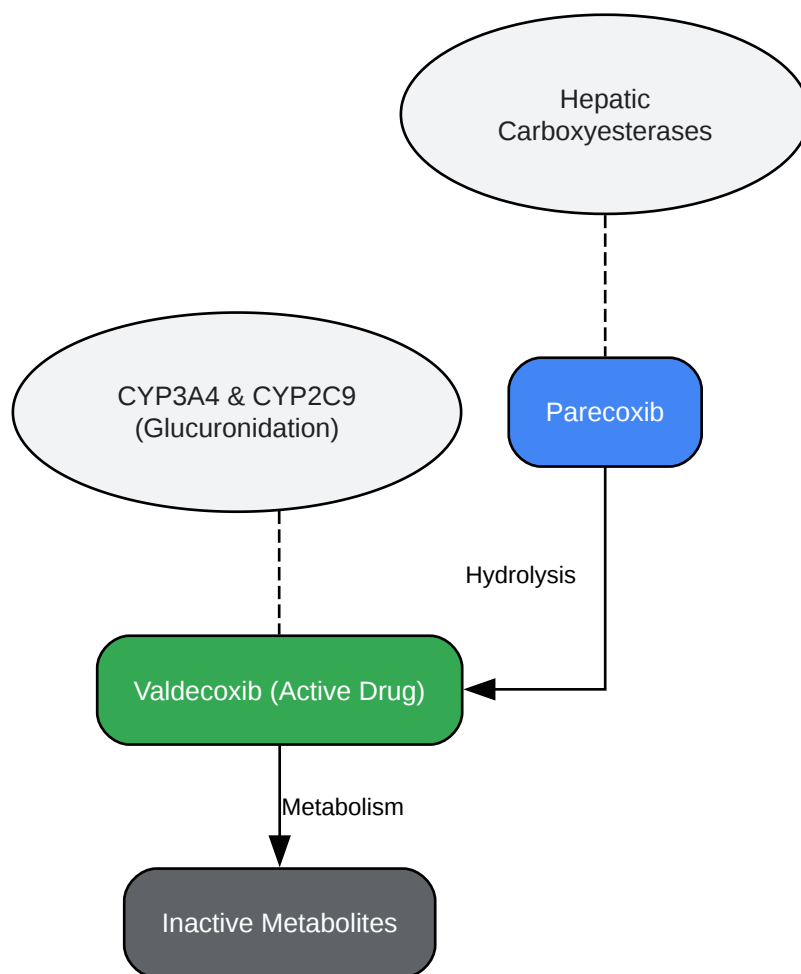 Hepatic
Carboxyesterases
CYP3A4 & CYP2C9
(Glucuronidation)
Parecoxib
Hydrolysis
Valdecoxib (Active Drug)
Metabolism
Inactive Metabolites